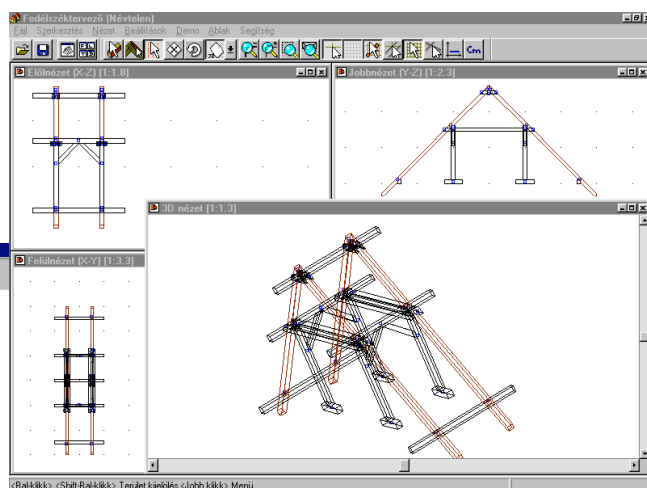 Fedélszéktervező (Névtelen)
Fájl Szerkesztés Nézet Beállítások Demo Ablak Segítség
Cm
Elölnézet (X-Z) [1:1.8]
Jobbnézet (Y-Z) [1:2.3]
3D nézet [1:1.3]
Felülnézet (X-Y) [1:3.3]
<Bal-klikk> <Shift-Bal-klikk> Terület kijelölés <Jobb klikk> Menü